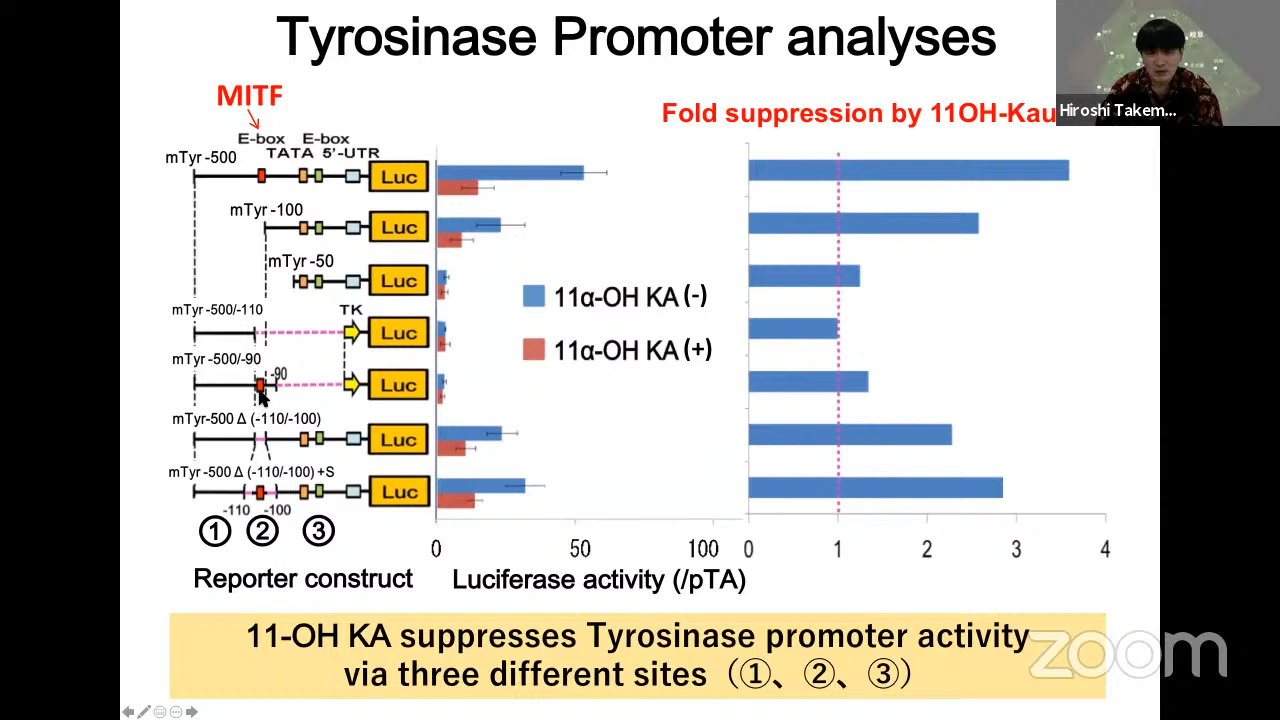 Tyrosinase Promoter analyses
MITF
Fold suppression by 11OH-Kau
Hiroshi Takem...
E-box E-box
TATA 5'-UTR
mTyr -500
Luc
mTyr -100
Luc
mTyr -50
Luc
mTyr -500/-110
TK
Luc
mTyr -500/-90
-90
Luc
mTyr-500 Δ (-110/-100)
Luc
mTyr -500 Δ (-110/-100) +S
Luc
-110 -100
① ② ③
11α-OH KA (-)
11α-OH KA (+)
0 50 100
0 1 2 3 4
Reporter construct
Luciferase activity (/pTA)
11-OH KA suppresses Tyrosinase promoter activity
via three different sites（①、②、③）
zoom